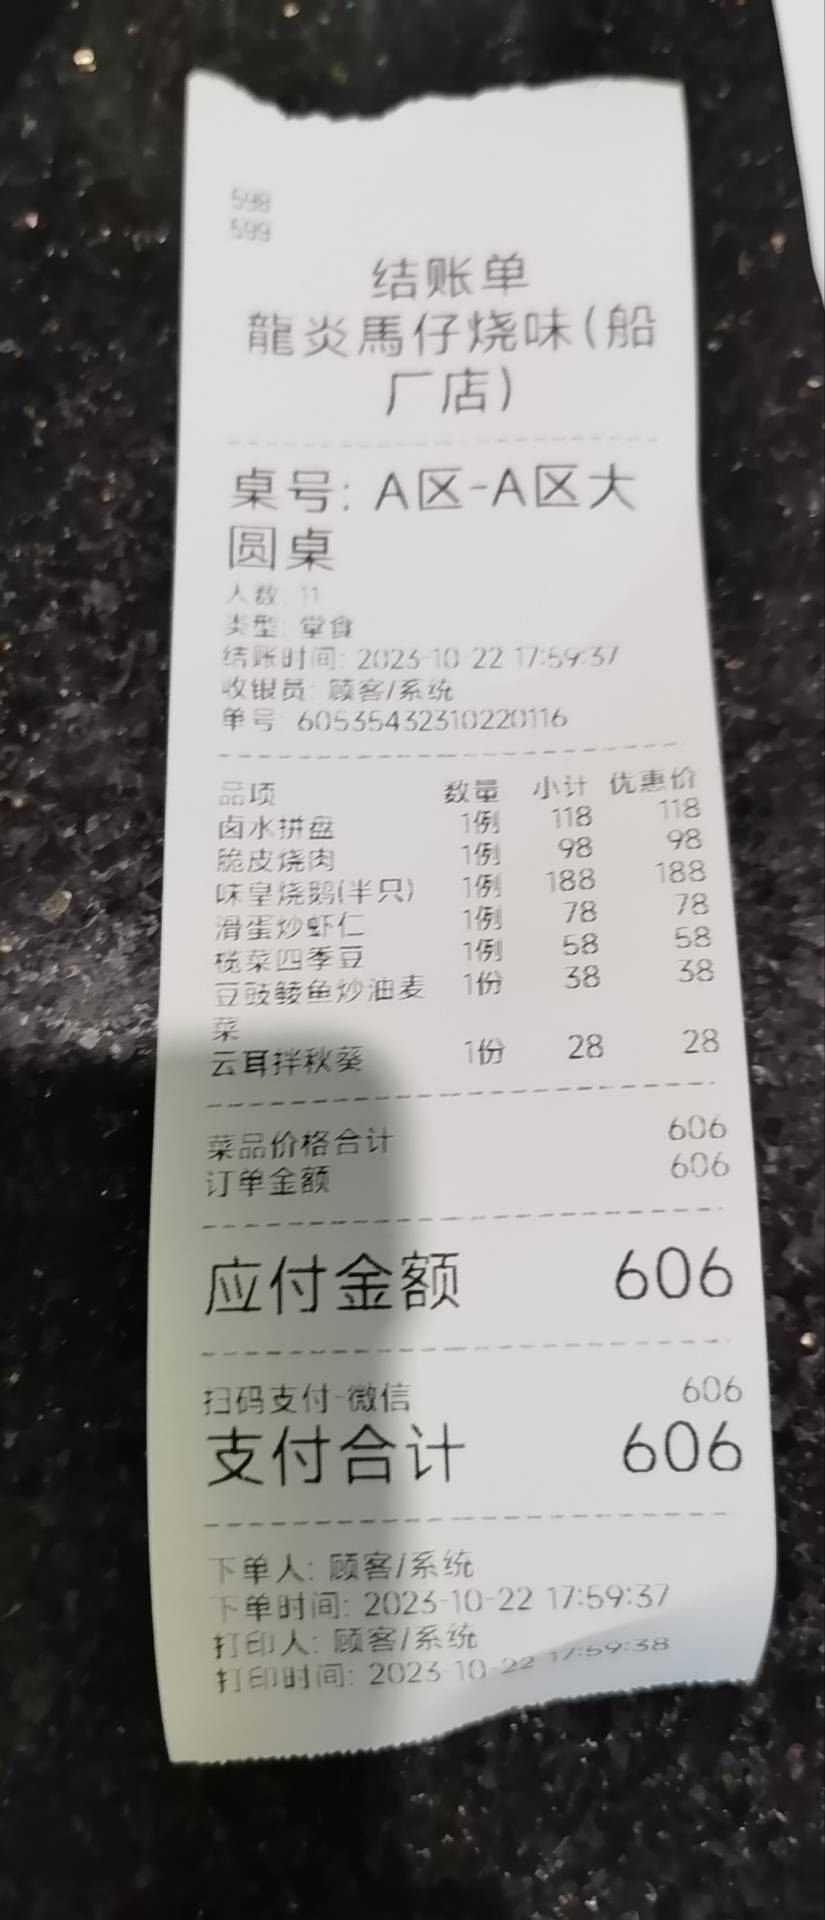 598
599
结账单
龍炎馬仔烧味(船
厂店)
桌号: A区-A区大
圆桌
人数: 11
类型: 堂食
结账时间: 2023-10-22 17:59:37
收银员: 顾客/系统
单号: 60535432310220116
品项 数量 小计 优惠价
卤水拼盘 1例 118 118
脆皮烧肉 1例 98 98
味皇烧鹅(半只) 1例 188 188
滑蛋炒虾仁 1例 78 78
榄菜四季豆 1例 58 58
豆豉鲮鱼炒油麦 1份 38 38
菜
云耳拌秋葵 1份 28 28
菜品价格合计 606
订单金额 606
应付金额 606
扫码支付-微信 606
支付合计 606
下单人: 顾客/系统
下单时间: 2023-10-22 17:59:37
打印人: 顾客/系统
打印时间: 2023-10-22 17:59:38